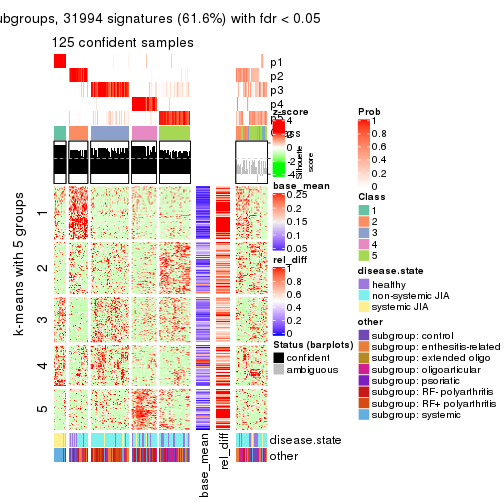 ubgroups, 31994 signatures (61.6%) with fdr < 0.05
125 confident samples
p1
p2
p3
p4
k-means with 5 groups
1
2
3
4
5
z-score
4
2
0
-2
-4
Silhouette
score
base_mean
0.25
0.2
0.15
0.1
0.05
rel_diff
1
0.8
0.6
0.4
0.2
0
Status (barplots)
confident
ambiguous
Prob
1
0.8
0.6
0.4
0.2
0
Class
1
2
3
4
5
disease.state
healthy
non-systemic JIA
systemic JIA
other
subgroup: control
subgroup: enthesitis-related
subgroup: extended oligo
subgroup: oligoarticular
subgroup: psoriatic
subgroup: RF- polyarthritis
subgroup: RF+ polyarthritis
subgroup: systemic
disease.state
other
base_mean
rel_diff